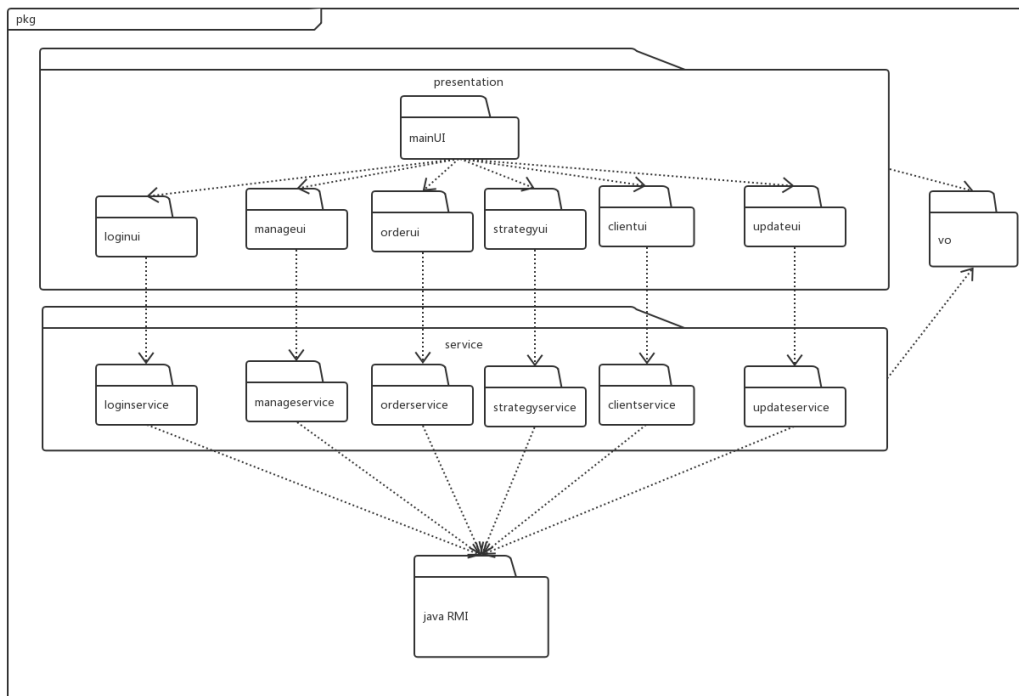 pkg
presentation
mainUI
loginui
manageui
orderui
strategyui
clientui
updateui
vo
service
loginservice
manageservice
orderservice
strategyservice
clientservice
updateservice
java RMI